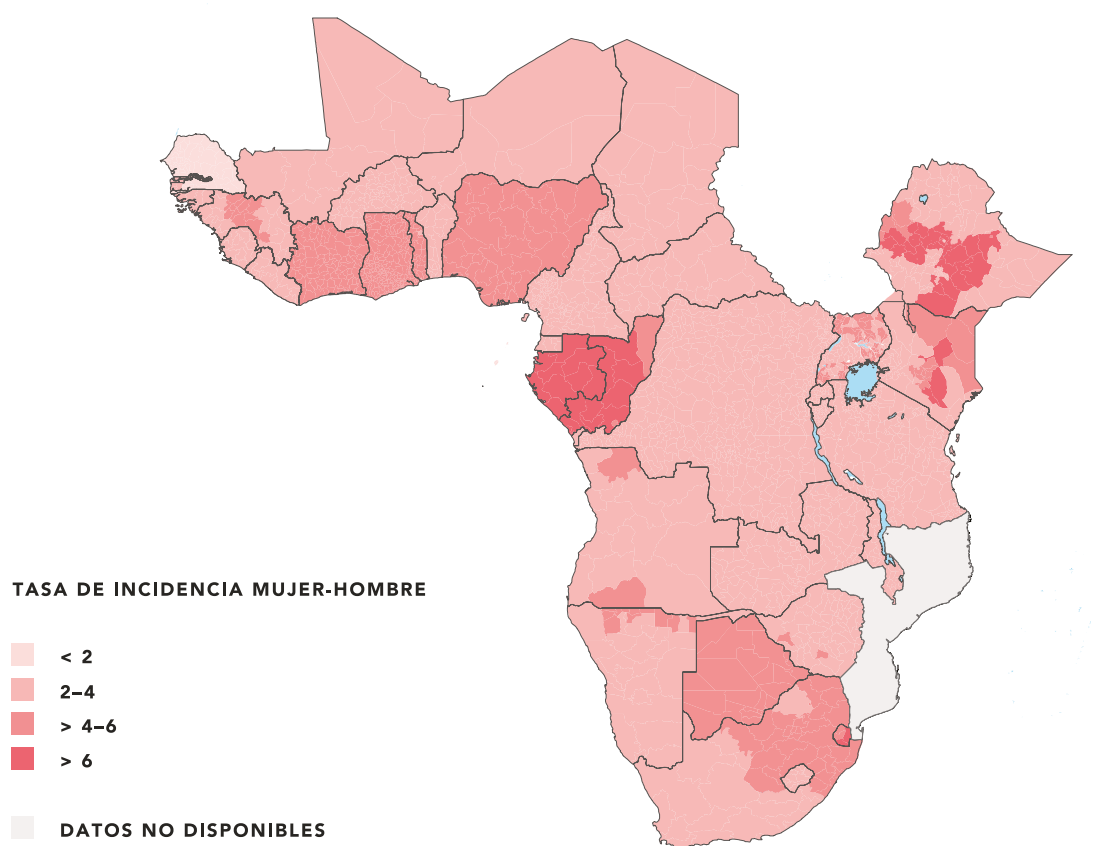 TASA DE INCIDENCIA MUJER-HOMBRE
< 2
2–4
> 4–6
> 6
DATOS NO DISPONIBLES